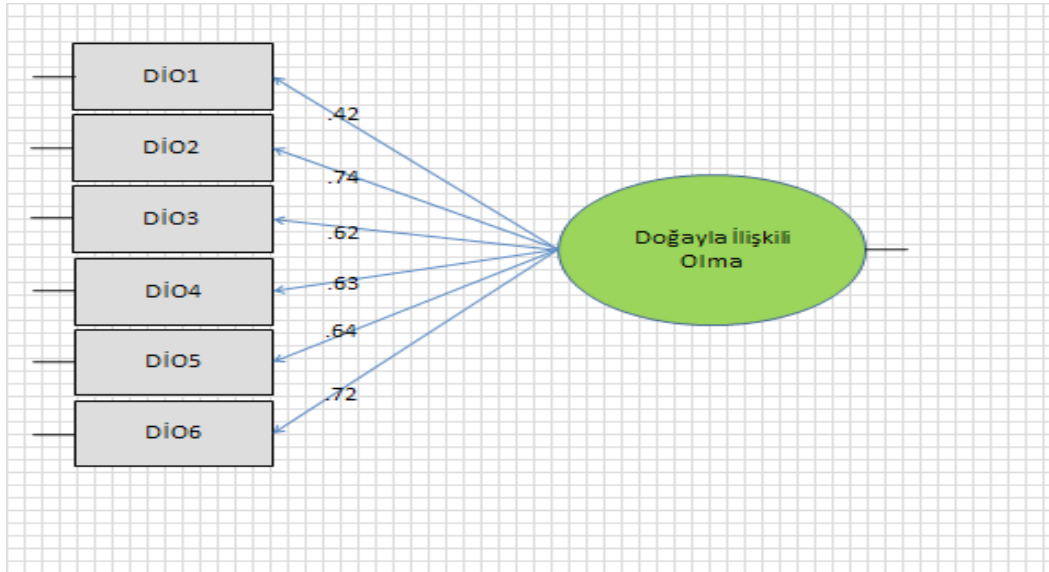 DİO1
.42
DİO2
.74
DİO3
.62
Doğayla İlişkili
Olma
DİO4
.63
DİO5
.64
DİO6
.72